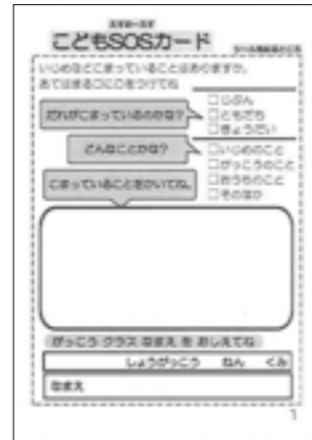 えすおーえす
こどもSOSカード
いじめなどこまっていることはありますか。
あてはまる□に○をつけてね
だれがこまっているのかな?
□じぶん
□ともだち
□きょうだい
どんなことかな?
□いじめのこと
□がっこうのこと
□おうちのこと
□そのほか
こまっていることをかいてね。
がっこう クラス なまえ を おしえてね
しょうがっこう ねん くみ
なまえ
1